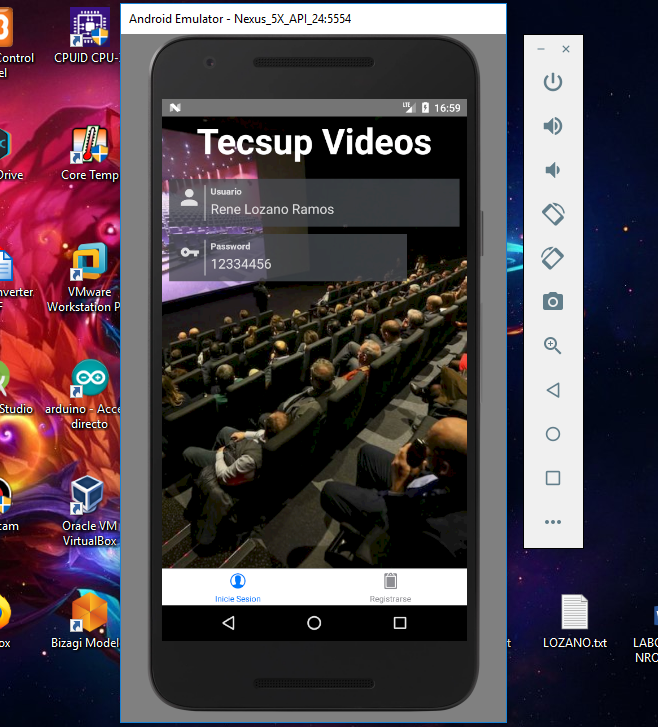 Android Emulator - Nexus_5X_API_24:5554
Control
el
CPUID CPU-
Drive
Core Temp
nverter
F
VMware
Workstation P
Studio
arduino - Acce
directo
cam
Oracle VM
VirtualBox
ox
Bizagi Model
LTE
16:59
Tecsup Videos
Usuario
Rene Lozano Ramos
Password
12334456
Inicie Sesion
Registrarse
t
LOZANO.txt
LABO
NRO